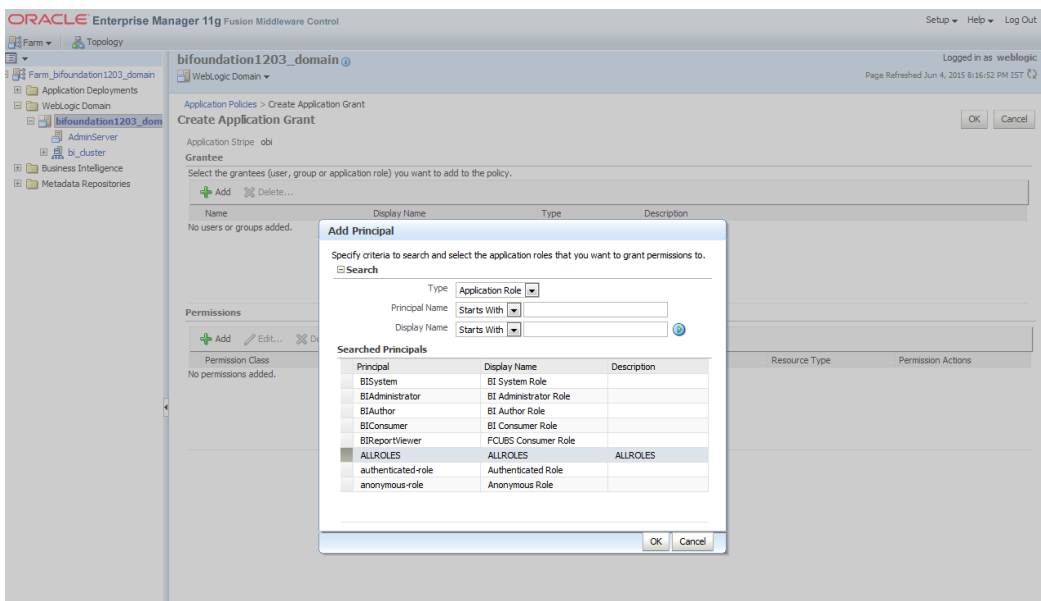 ORACLE Enterprise Manager 11g Fusion Middleware Control
Setup Help Log Out
Farm Topology
bifoundation1203_domain
Logged in as weblogic
WebLogic Domain
Page Refreshed Jun 4, 2015 8:16:52 PM IST
Farm_bifoundation1203_domain
Application Deployments
WebLogic Domain
bifoundation1203_dom
AdminServer
bi_cluster
Business Intelligence
Metadata Repositories
Application Policies > Create Application Grant
Create Application Grant
OK Cancel
Application Stripe obi
Grantee
Select the grantees (user, group or application role) you want to add to the policy.
Add Delete...
Name Display Name Type Description
No users or groups added.
Permissions
Add Edit... De
Permission Class Resource Type Permission Actions
No permissions added.
Add Principal
Specify criteria to search and select the application roles that you want to grant permissions to.
Search
Type Application Role
Principal Name Starts With
Display Name Starts With
Searched Principals
Principal Display Name Description
BISystem BI System Role
BIAdministrator BI Administrator Role
BIAuthor BI Author Role
BIConsumer BI Consumer Role
BIReportViewer FCUBS Consumer Role
ALLROLES ALLROLES ALLROLES
authenticated-role Authenticated Role
anonymous-role Anonymous Role
OK Cancel